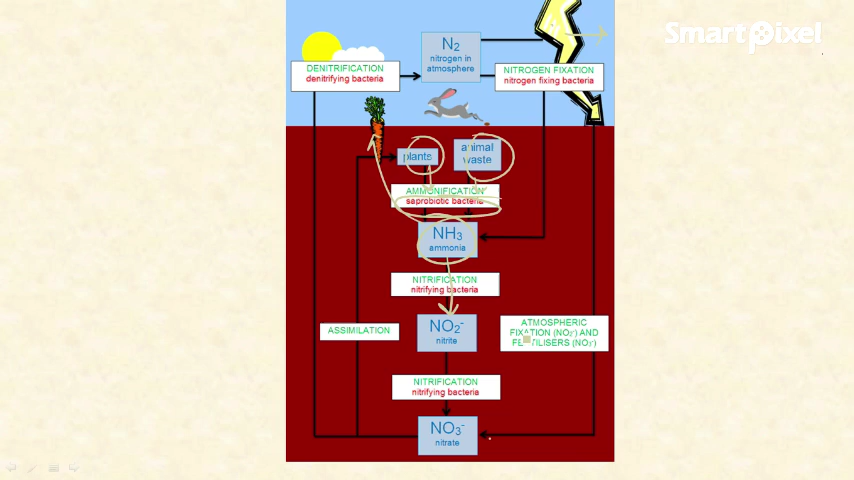 SmartPixel
N2
nitrogen in
atmosphere
DENITRIFICATION
denitrifying bacteria
NITROGEN FIXATION
nitrogen fixing bacteria
plants
animal
waste
AMMONIFICATION
saprobiotic bacteria
NH3
ammonia
NITRIFICATION
nitrifying bacteria
NO2-
nitrite
ASSIMILATION
ATMOSPHERIC
FIXATION (NO3-) AND
FERTILISERS (NO3-)
NITRIFICATION
nitrifying bacteria
NO3-
nitrate